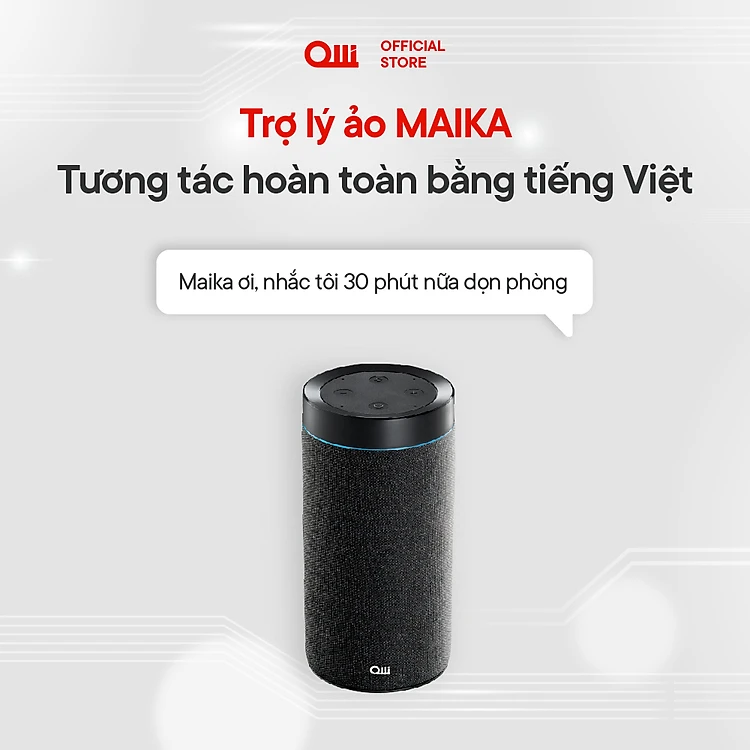 OLLI OFFICIAL
STORE
Trợ lý ảo MAIKA
Tương tác hoàn toàn bằng tiếng Việt
Maika ơi, nhắc tôi 30 phút nữa dọn phòng
OLLI